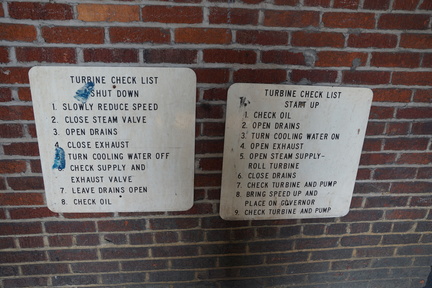 TURBINE CHECK LIST
SHUT DOWN
1. SLOWLY REDUCE SPEED
2. CLOSE STEAM VALVE
3. OPEN DRAINS
4. CLOSE EXHAUST
TURN COOLING WATER OFF
CHECK SUPPLY AND
EXHAUST VALVE
7. LEAVE DRAINS OPEN
8. CHECK OIL
TURBINE CHECK LIST
START UP
1. CHECK OIL
2. OPEN DRAINS
3. TURN COOLING WATER ON
4. OPEN EXHAUST
5. OPEN STEAM SUPPLY-
ROLL TURBINE
6. CLOSE DRAINS
7. CHECK TURBINE AND PUMP
8. BRING SPEED UP AND
PLACE ON GOVERNOR
9. CHECK TURBINE AND PUMP